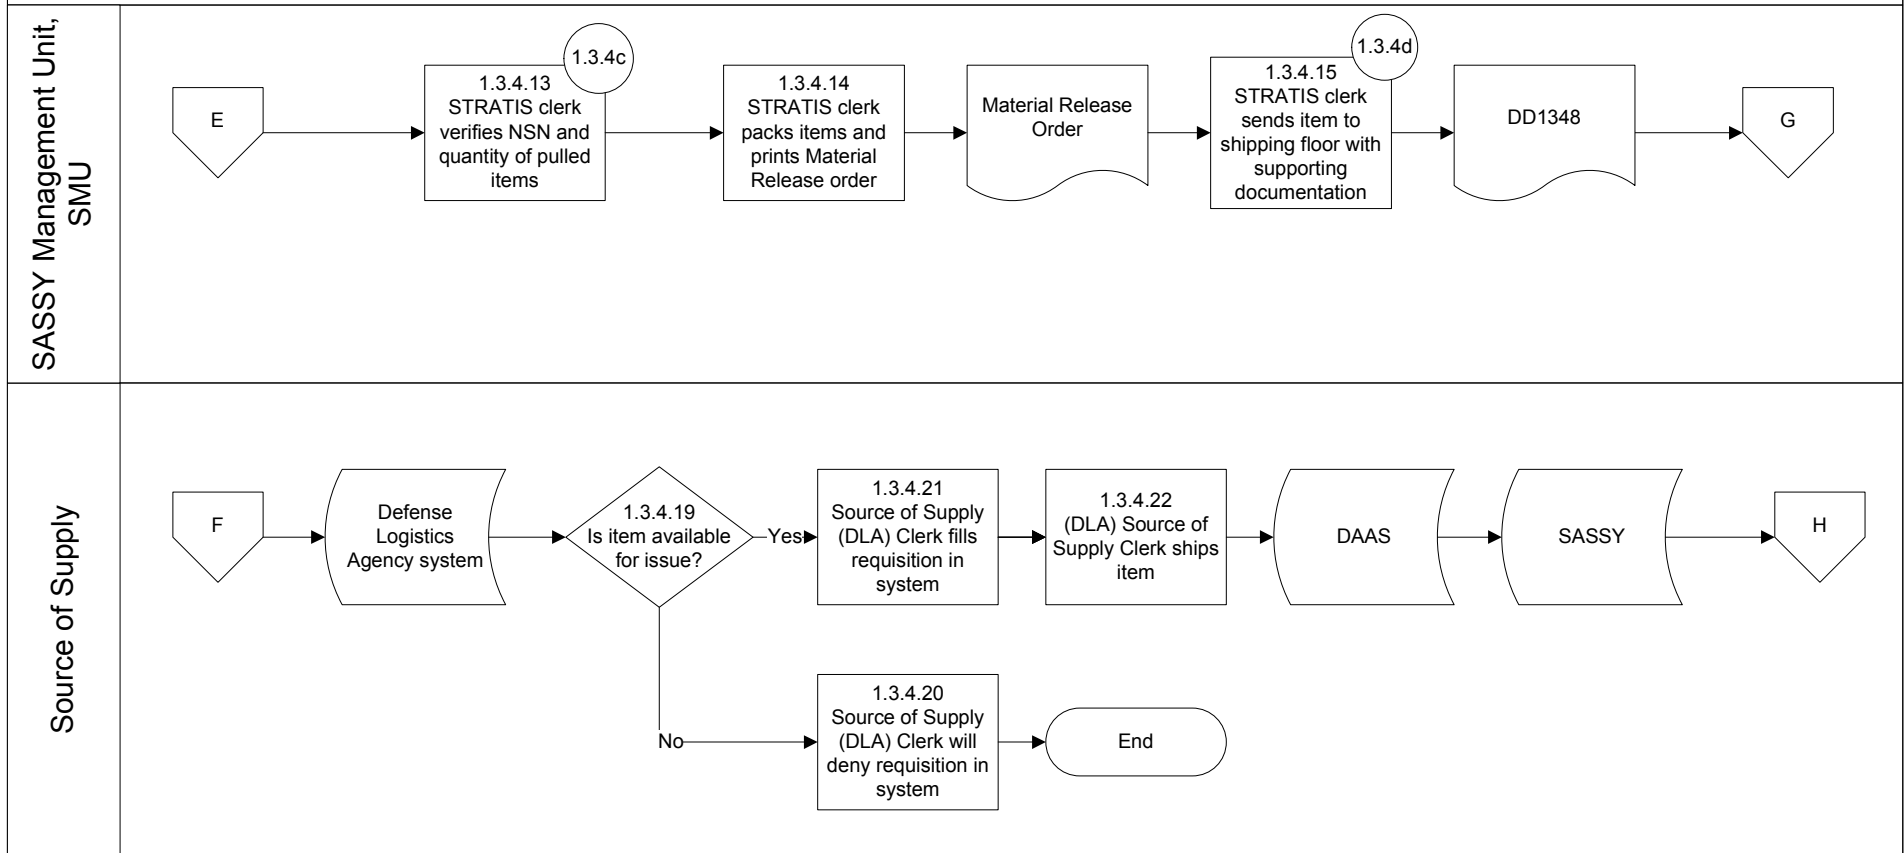 SASSY Management Unit,
SMU
E
1.3.4c
1.3.4.13
STRATIS clerk
verifies NSN and
quantity of pulled
items
1.3.4.14
STRATIS clerk
packs items and
prints Material
Release order
Material Release
Order
1.3.4d
1.3.4.15
STRATIS clerk
sends item to
shipping floor with
supporting
documentation
DD1348
G
Source of Supply
F
Defense
Logistics
Agency system
1.3.4.19
Is item available
for issue?
Yes
1.3.4.21
Source of Supply
(DLA) Clerk fills
requisition in
system
1.3.4.22
(DLA) Source of
Supply Clerk ships
item
DAAS
SASSY
H
No
1.3.4.20
Source of Supply
(DLA) Clerk will
deny requisition in
system
End